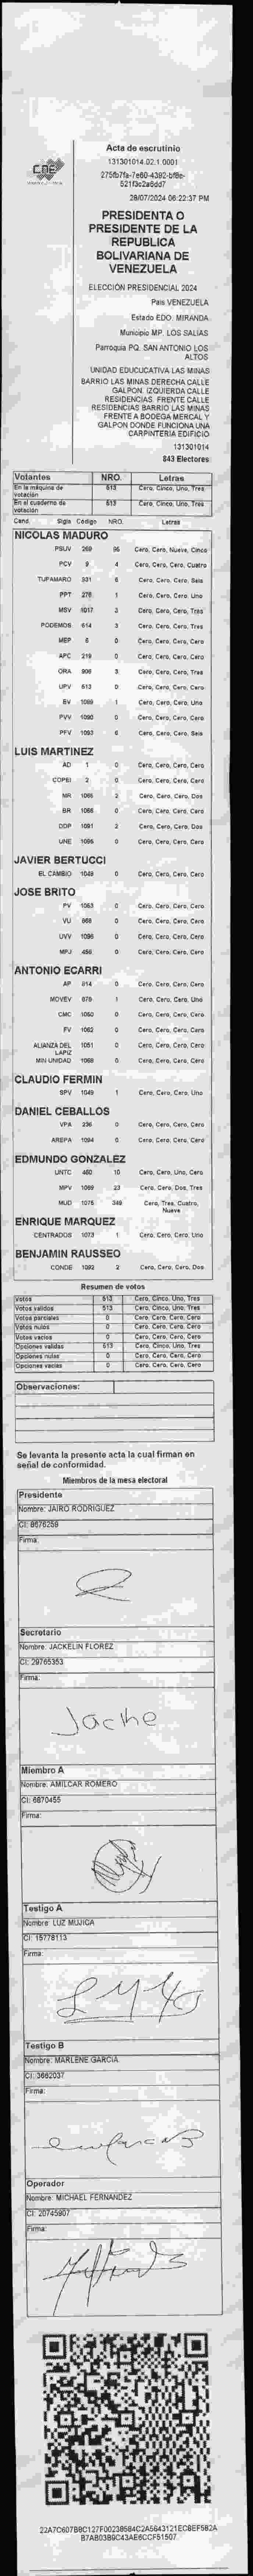 CNE
Acta de escrutinio
131301014.02.1.0001
28/07/2024 06:22:37 PM
PRESIDENTA O
PRESIDENTE DE LA
REPUBLICA
BOLIVARIANA DE
VENEZUELA
ELECCIÓN PRESIDENCIAL 2024
Pais VENEZUELA
Estado EDO. MIRANDA
Municipio MP. LOS SALIAS
Parroquia PQ. SAN ANTONIO LOS
ALTOS
UNIDAD EDUCUCATIVA LAS MINAS
BARRIO LAS MINAS DERECHA CALLE
GALPON. IZQUIERDA CALLE
RESIDENCIAS. FRENTE CALLE
RESIDENCIAS BARRIO LAS MINAS
FRENTE A BODEGA MERCAL Y
GALPON DONDE FUNCIONA UNA
CARPINTERIA EDIFICIO
131301014
843 Electores
Votantes NRO. Letras
En la máquina de votación 513 Cero, Cinco, Uno, Tres
En el cuaderno de votación 513 Cero, Cinco, Uno, Tres
Cand. Sigla Código NRO. Letras
NICOLAS MADURO
PSUV 269 95 Cero, Cero, Nueve, Cinco
PCV 9 4 Cero, Cero, Cero, Cuatro
TUPAMARO 331 6 Cero, Cero, Cero, Seis
PPT 276 1 Cero, Cero, Cero, Uno
MSV 1017 3 Cero, Cero, Cero, Tres
PODEMOS 614 3 Cero, Cero, Cero, Tres
MEP 6 0 Cero, Cero, Cero, Cero
APC 219 0 Cero, Cero, Cero, Cero
ORA 906 3 Cero, Cero, Cero, Tres
UPV 513 0 Cero, Cero, Cero, Cero
EV 1089 1 Cero, Cero, Cero, Uno
PVV 1090 0 Cero, Cero, Cero, Cero
PFV 1093 6 Cero, Cero, Cero, Seis
LUIS MARTINEZ
AD 1 0 Cero, Cero, Cero, Cero
COPEI 2 0 Cero, Cero, Cero, Cero
MR 1065 2 Cero, Cero, Cero, Dos
BR 1066 0 Cero, Cero, Cero, Cero
DDP 1091 2 Cero, Cero, Cero, Dos
UNE 1095 0 Cero, Cero, Cero, Cero
JAVIER BERTUCCI
EL CAMBIO 1048 0 Cero, Cero, Cero, Cero
JOSE BRITO
PV 1053 0 Cero, Cero, Cero, Cero
VU 968 0 Cero, Cero, Cero, Cero
UVV 1096 0 Cero, Cero, Cero, Cero
MPJ 456 0 Cero, Cero, Cero, Cero
ANTONIO ECARRI
AP 814 0 Cero, Cero, Cero, Cero
MOVEV 679 1 Cero, Cero, Cero, Uno
CMC 1050 0 Cero, Cero, Cero, Cero
FV 1062 0 Cero, Cero, Cero, Cero
ALIANZA DEL LAPIZ 1051 0 Cero, Cero, Cero, Cero
MIN UNIDAD 1068 0 Cero, Cero, Cero, Cero
CLAUDIO FERMIN
SPV 1049 1 Cero, Cero, Cero, Uno
DANIEL CEBALLOS
VPA 236 0 Cero, Cero, Cero, Cero
AREPA 1094 0 Cero, Cero, Cero, Cero
EDMUNDO GONZALEZ
UNTC 460 10 Cero, Cero, Uno, Cero
MPV 1069 23 Cero, Cero, Dos, Tres
MUD 1075 349 Cero, Tres, Cuatro,
Nueve
ENRIQUE MARQUEZ
CENTRADOS 1073 1 Cero, Cero, Cero, Uno
BENJAMIN RAUSSEO
CONDE 1092 2 Cero, Cero, Cero, Dos
Resumen de votos
Votos 513 Cero, Cinco, Uno, Tres
Votos validos 513 Cero, Cinco, Uno, Tres
Votos parciales 0 Cero, Cero, Cero, Cero
Votos nulos 0 Cero, Cero, Cero, Cero
Votos vacios 0 Cero, Cero, Cero, Cero
Opciones validas 513 Cero, Cinco, Uno, Tres
Opciones nulas 0 Cero, Cero, Cero, Cero
Opciones vacias 0 Cero, Cero, Cero, Cero
Observaciones:
Se levanta la presente acta la cual firman en
señal de conformidad.
Miembros de la mesa electoral
Presidente
Nombre: JAIRO RODRIGUEZ
CI: 8676259
Firma:
Secretario
Nombre: JACKELIN FLOREZ
CI: 29765353
Firma:
Jache
Miembro A
Nombre: AMILCAR ROMERO
CI: 6870455
Firma:
Testigo A
Nombre: LUZ MUJICA
CI: 15778113
Firma:
Testigo B
Nombre: MARLENE GARCIA
CI: 3662037
Firma:
Operador
Nombre: MICHAEL FERNANDEZ
CI: 20745907
Firma: